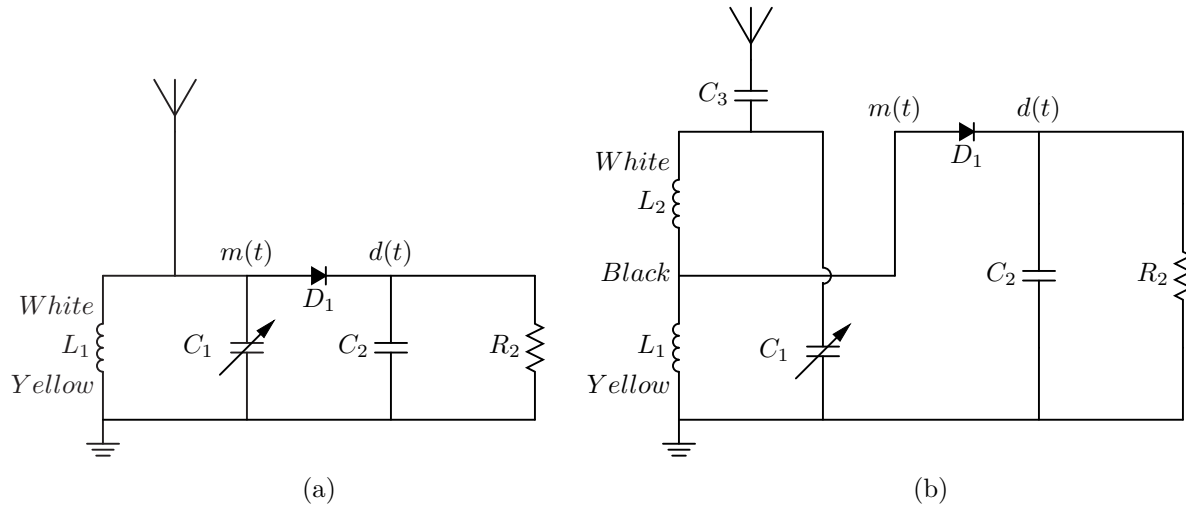 m(t)
d(t)
D₁
White
L₁
Yellow
C₁
C₂
R₂
(a)
C₃
m(t)
d(t)
D₁
White
L₂
Black
C₂
R₂
L₁
C₁
Yellow
(b)